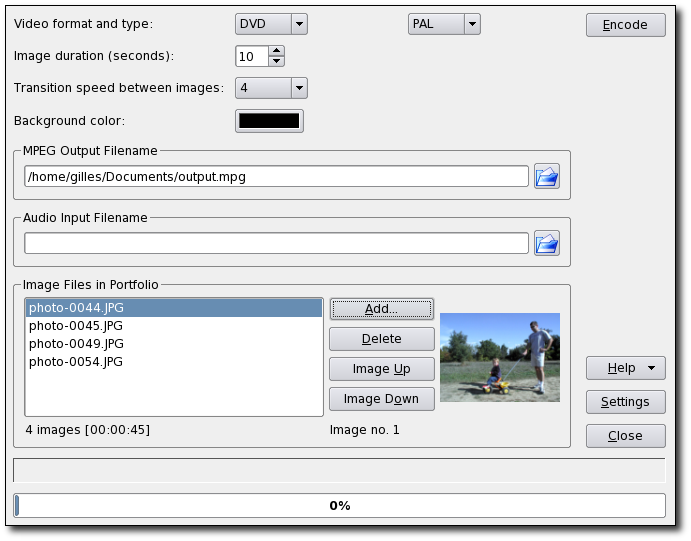 Video format and type: DVD PAL Encode
Image duration (seconds): 10
Transition speed between images: 4
Background color:
MPEG Output Filename
/home/gilles/Documents/output.mpg
Audio Input Filename
Image Files in Portfolio
photo-0044.JPG
photo-0045.JPG
photo-0049.JPG
photo-0054.JPG
Add...
Delete
Image Up
Image Down
4 images [00:00:45]
Image no. 1
Help
Settings
Close
0%